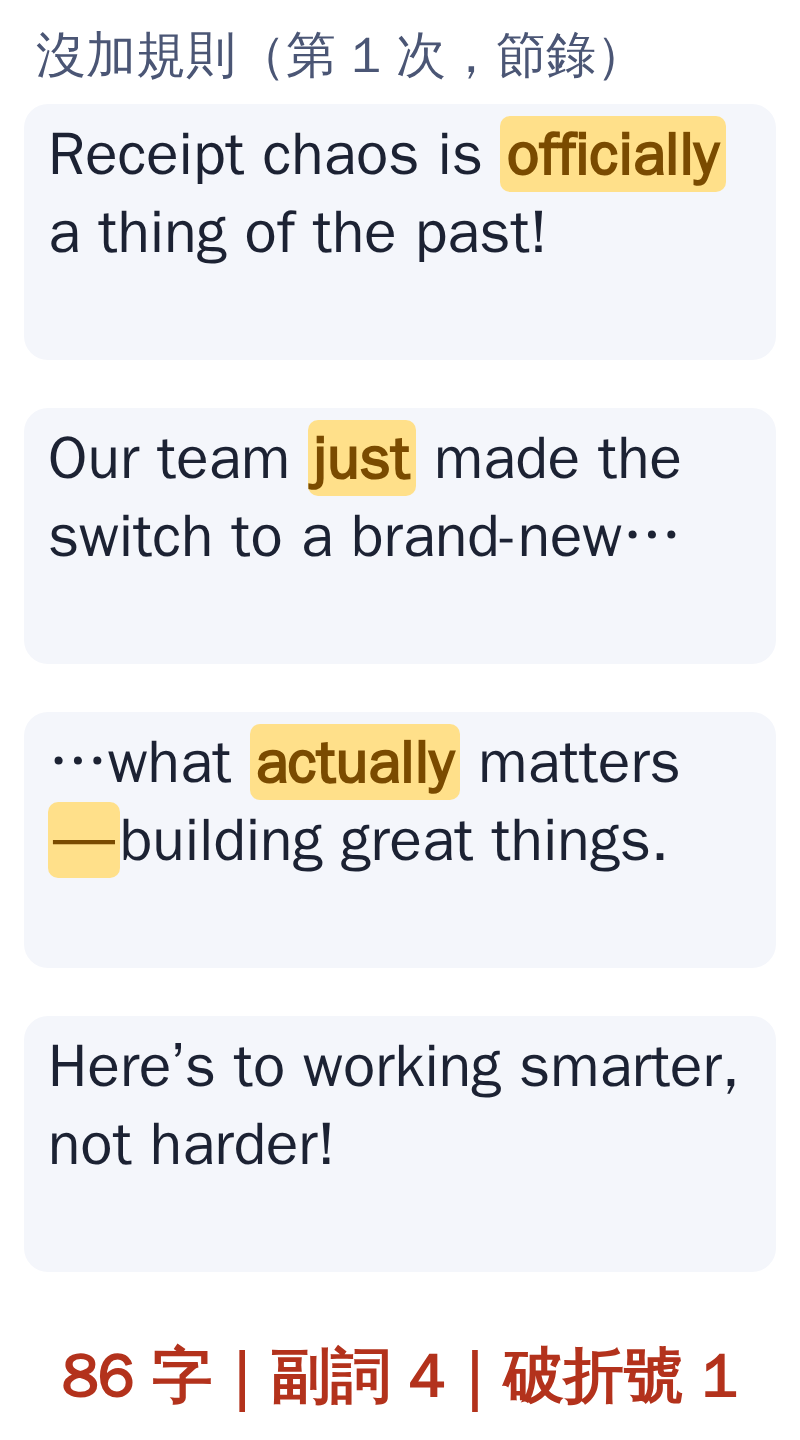 沒加規則（第 1 次，節錄）
Receipt chaos is officially
a thing of the past!
Our team just made the
switch to a brand-new⋯
⋯what actually matters
—building great things.
Here’s to working smarter,
not harder!
86 字｜副詞 4｜破折號 1